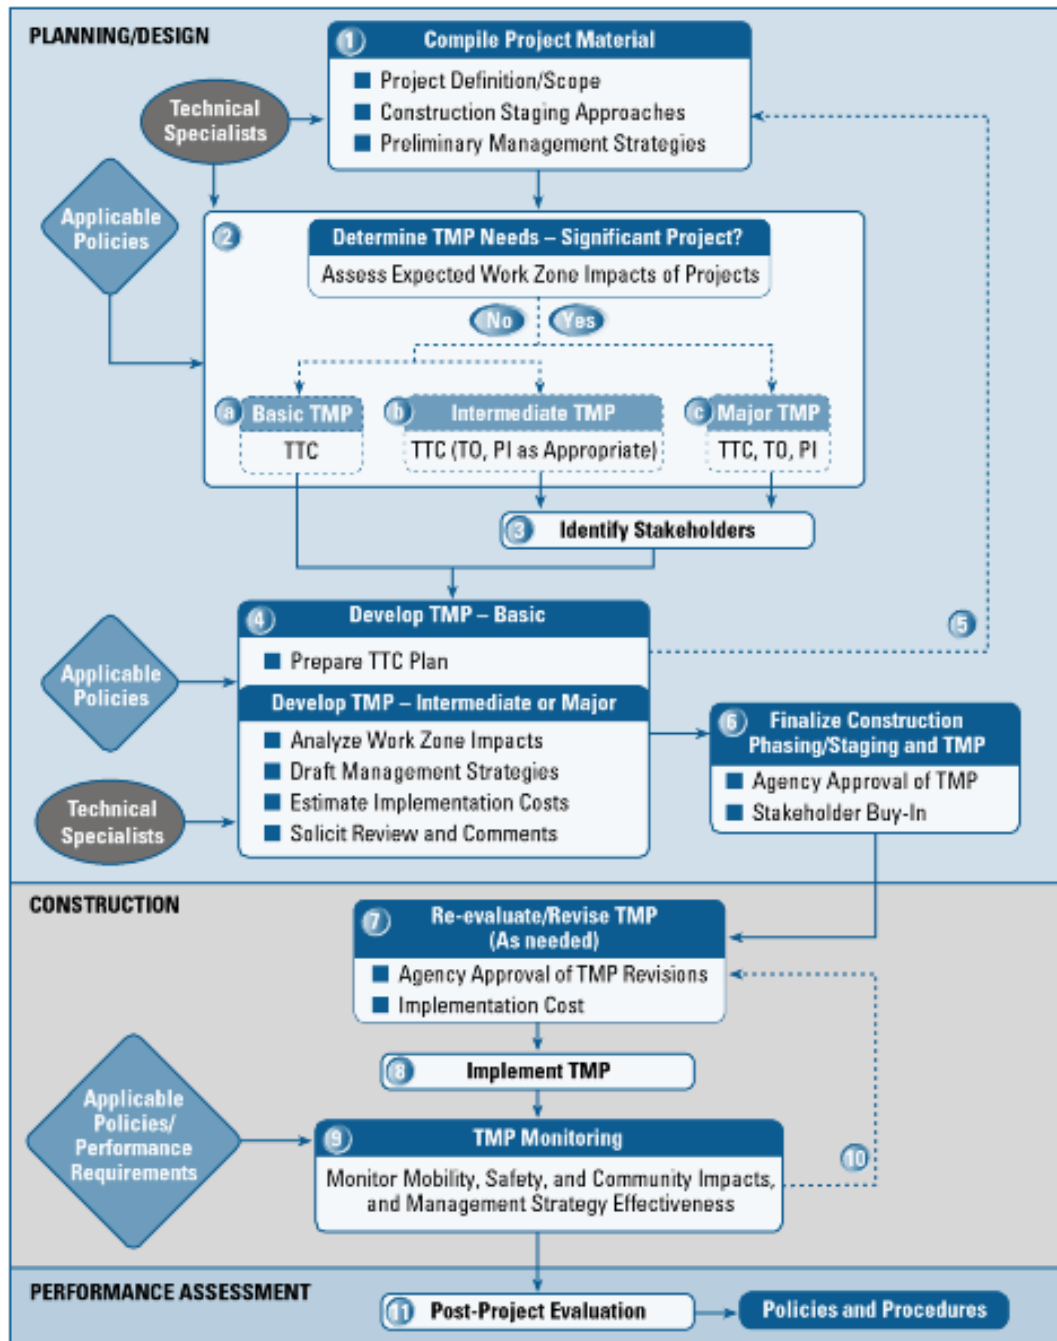 PLANNING/DESIGN
1
Compile Project Material
Project Definition/Scope
Construction Staging Approaches
Preliminary Management Strategies
Technical
Specialists
Applicable
Policies
2
Determine TMP Needs – Significant Project?
Assess Expected Work Zone Impacts of Projects
No
Yes
a
Basic TMP
TTC
b
Intermediate TMP
TTC (TO, PI as Appropriate)
c
Major TMP
TTC, TO, PI
3
Identify Stakeholders
4
Develop TMP – Basic
Prepare TTC Plan
Develop TMP – Intermediate or Major
Analyze Work Zone Impacts
Draft Management Strategies
Estimate Implementation Costs
Solicit Review and Comments
5
Applicable
Policies
Technical
Specialists
6
Finalize Construction
Phasing/Staging and TMP
Agency Approval of TMP
Stakeholder Buy-In
CONSTRUCTION
7
Re-evaluate/Revise TMP
(As needed)
Agency Approval of TMP Revisions
Implementation Cost
8
Implement TMP
Applicable
Policies/
Performance
Requirements
9
TMP Monitoring
Monitor Mobility, Safety, and Community Impacts,
and Management Strategy Effectiveness
10
PERFORMANCE ASSESSMENT
11
Post-Project Evaluation
Policies and Procedures